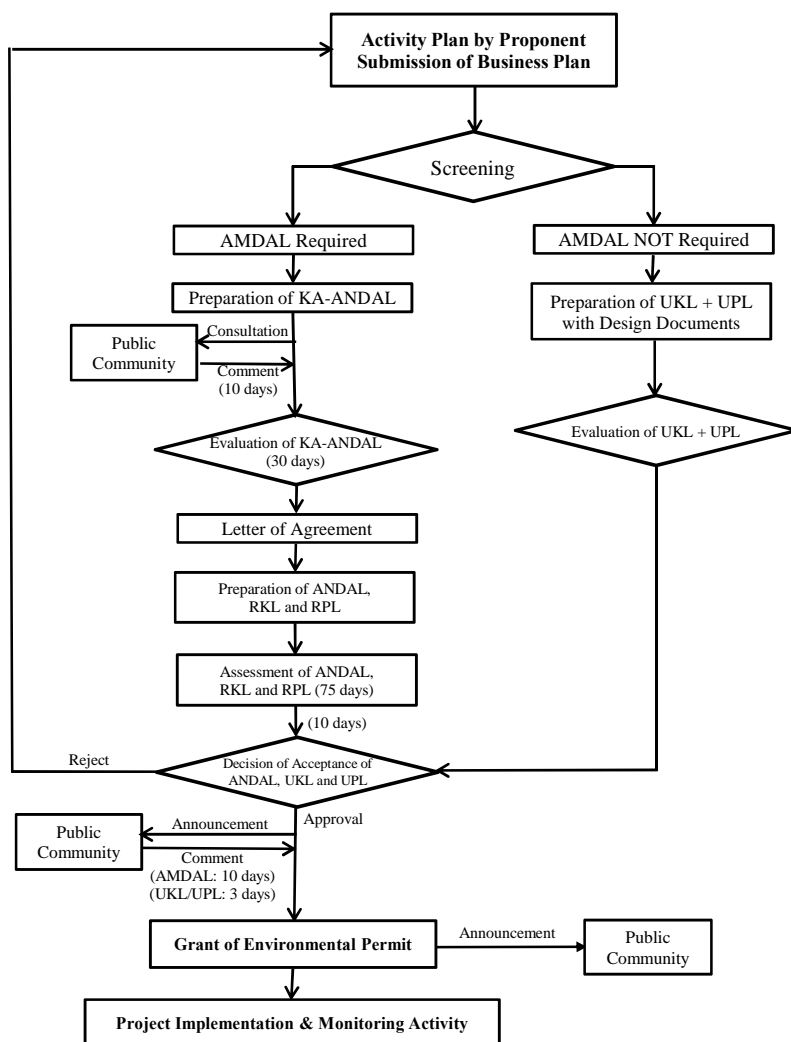 Activity Plan by Proponent
Submission of Business Plan
Screening
AMDAL Required
AMDAL NOT Required
Preparation of KA-ANDAL
Preparation of UKL + UPL
with Design Documents
Public
Community
Consultation
Comment
(10 days)
Evaluation of KA-ANDAL
(30 days)
Evaluation of UKL + UPL
Letter of Agreement
Preparation of ANDAL,
RKL and RPL
Assessment of ANDAL,
RKL and RPL (75 days)
(10 days)
Reject
Decision of Acceptance of
ANDAL, UKL and UPL
Approval
Public
Community
Announcement
Comment
(AMDAL: 10 days)
(UKL/UPL: 3 days)
Grant of Environmental Permit
Announcement
Public
Community
Project Implementation & Monitoring Activity